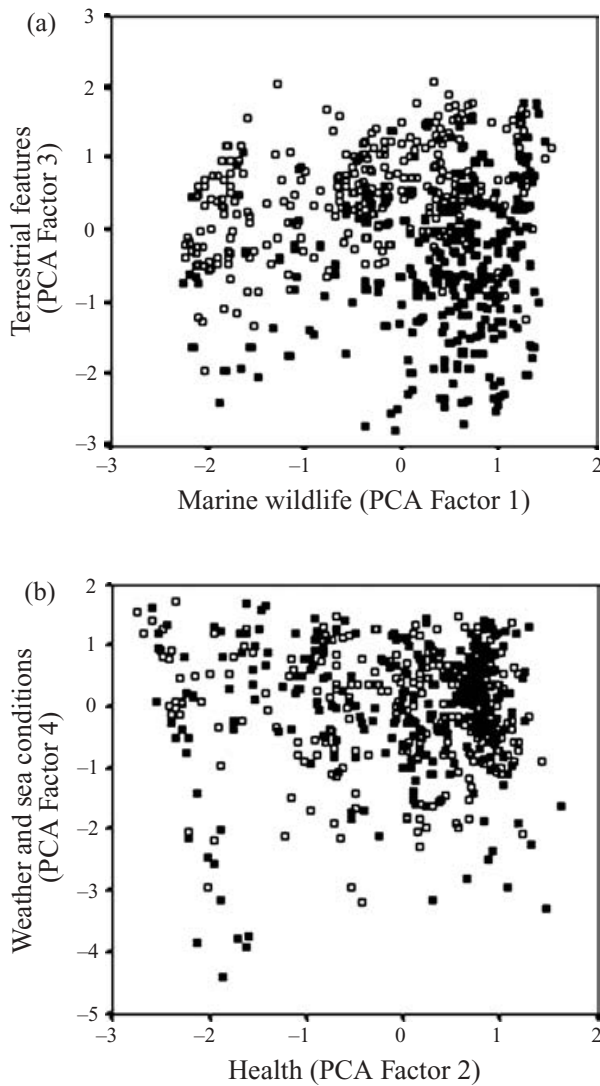 (a)
3
2
1
0
–1
–2
–3
Terrestrial features
(PCA Factor 3)
–3 –2 –1 0 1 2
Marine wildlife (PCA Factor 1)
(b)
2
1
0
–1
–2
–3
–4
–5
Weather and sea conditions
(PCA Factor 4)
–3 –2 –1 0 1 2
Health (PCA Factor 2)